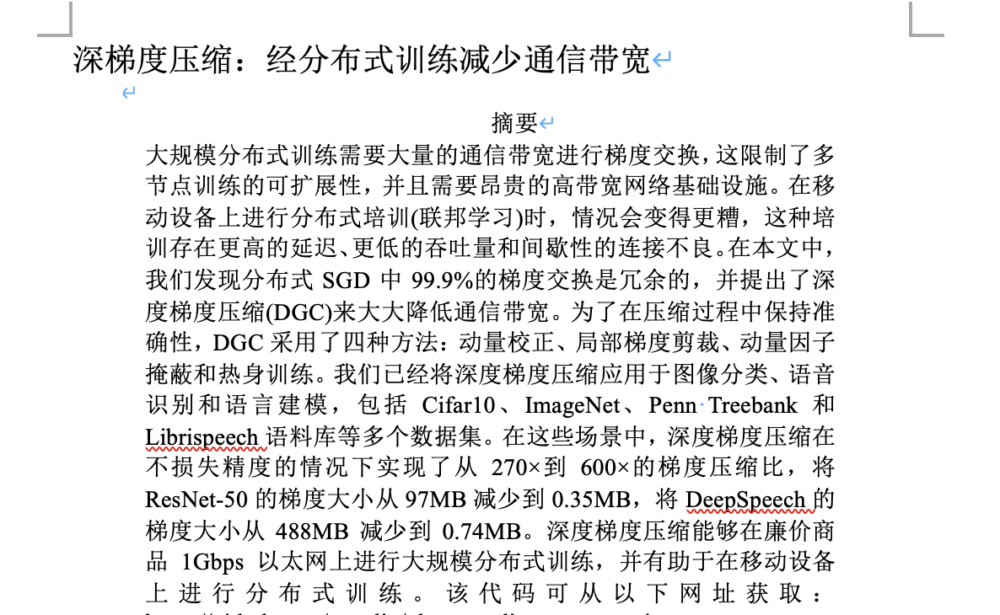 深梯度压缩：经分布式训练减少通信带宽
摘要
大规模分布式训练需要大量的通信带宽进行梯度交换，这限制了多
节点训练的可扩展性，并且需要昂贵的高带宽网络基础设施。在移
动设备上进行分布式培训(联邦学习)时，情况会变得更糟，这种培
训存在更高的延迟、更低的吞吐量和间歇性的连接不良。在本文中，
我们发现分布式 SGD 中 99.9%的梯度交换是冗余的，并提出了深
度梯度压缩(DGC)来大大降低通信带宽。为了在压缩过程中保持准
确性，DGC 采用了四种方法：动量校正、局部梯度剪裁、动量因子
掩蔽和热身训练。我们已经将深度梯度压缩应用于图像分类、语音
识别和语言建模，包括 Cifar10、ImageNet、Penn Treebank 和
Librispeech 语料库等多个数据集。在这些场景中，深度梯度压缩在
不损失精度的情况下实现了从 270×到 600×的梯度压缩比，将
ResNet-50 的梯度大小从 97MB 减少到 0.35MB，将 DeepSpeech 的
梯度大小从 488MB 减少到 0.74MB。深度梯度压缩能够在廉价商
品 1Gbps 以太网上进行大规模分布式训练，并有助于在移动设备
上进行分布式训练。该代码可从以下网址获取：